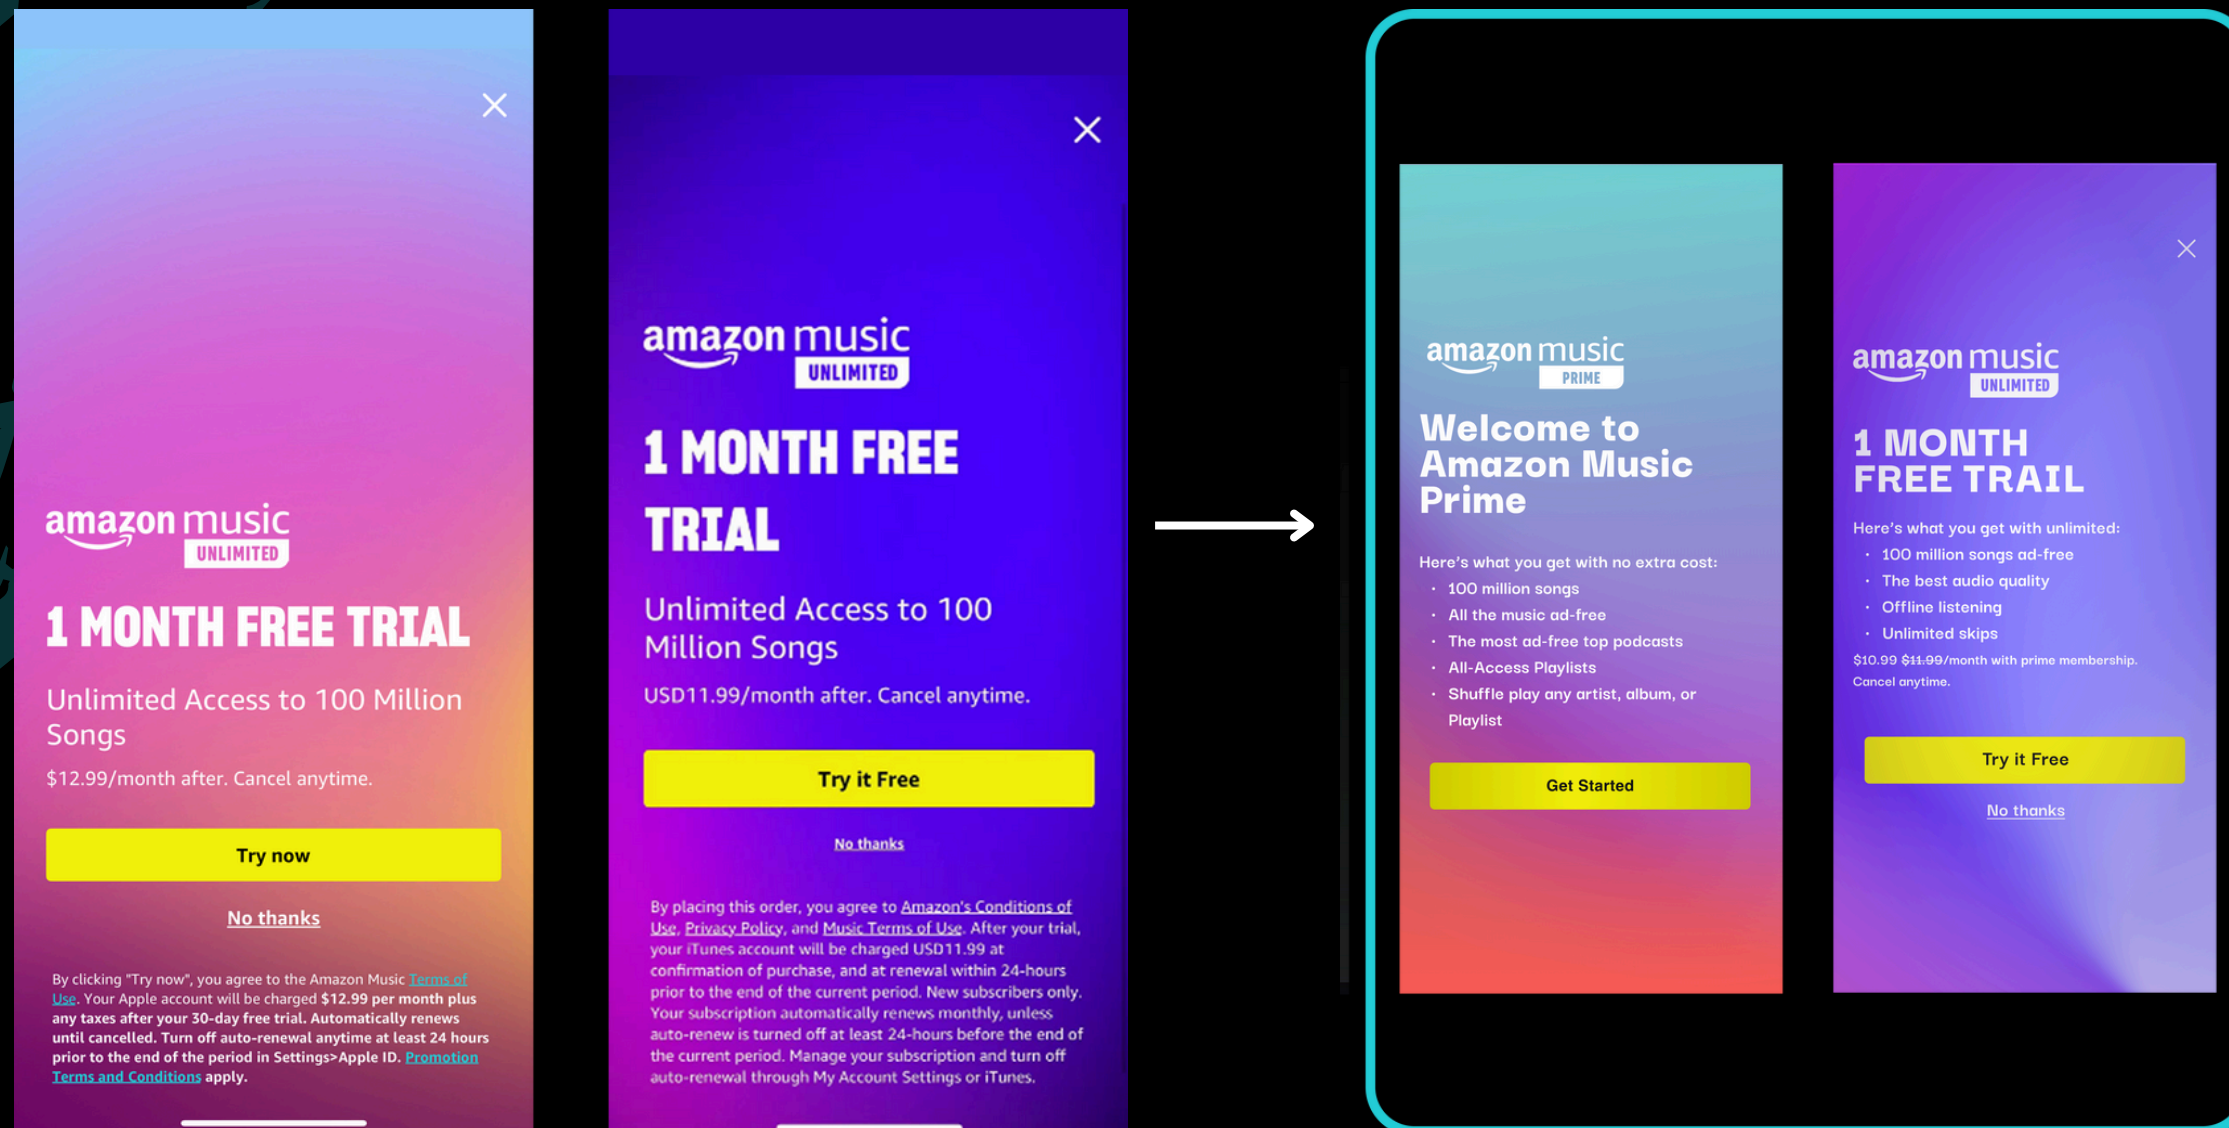 amazon music
UNLIMITED
1 MONTH FREE TRIAL
Unlimited Access to 100 Million
Songs
$12.99/month after. Cancel anytime.
Try now
No thanks
By clicking "Try now", you agree to the Amazon Music Terms of
Use. Your Apple account will be charged $12.99 per month plus
any taxes after your 30-day free trial. Automatically renews
until cancelled. Turn off auto-renewal anytime at least 24 hours
prior to the end of the period in Settings>Apple ID. Promotion
Terms and Conditions apply.
amazon music
UNLIMITED
1 MONTH FREE
TRIAL
Unlimited Access to 100
Million Songs
USD11.99/month after. Cancel anytime.
Try it Free
No thanks
By placing this order, you agree to Amazon's Conditions of
Use, Privacy Policy, and Music Terms of Use. After your trial,
your iTunes account will be charged USD11.99 at
confirmation of purchase, and at renewal within 24-hours
prior to the end of the current period. New subscribers only.
Your subscription automatically renews monthly, unless
auto-renew is turned off at least 24-hours before the end of
the current period. Manage your subscription and turn off
auto-renewal through My Account Settings or iTunes.
amazon music
PRIME
Welcome to
Amazon Music
Prime
Here's what you get with no extra cost:
· 100 million songs
· All the music ad-free
· The most ad-free top podcasts
· All-Access Playlists
· Shuffle play any artist, album, or
Playlist
Get Started
amazon music
UNLIMITED
1 MONTH
FREE TRAIL
Here's what you get with unlimited:
· 100 million songs ad-free
· The best audio quality
· Offline listening
· Unlimited skips
$10.99 $11.99/month with prime membership.
Cancel anytime.
Try it Free
No thanks